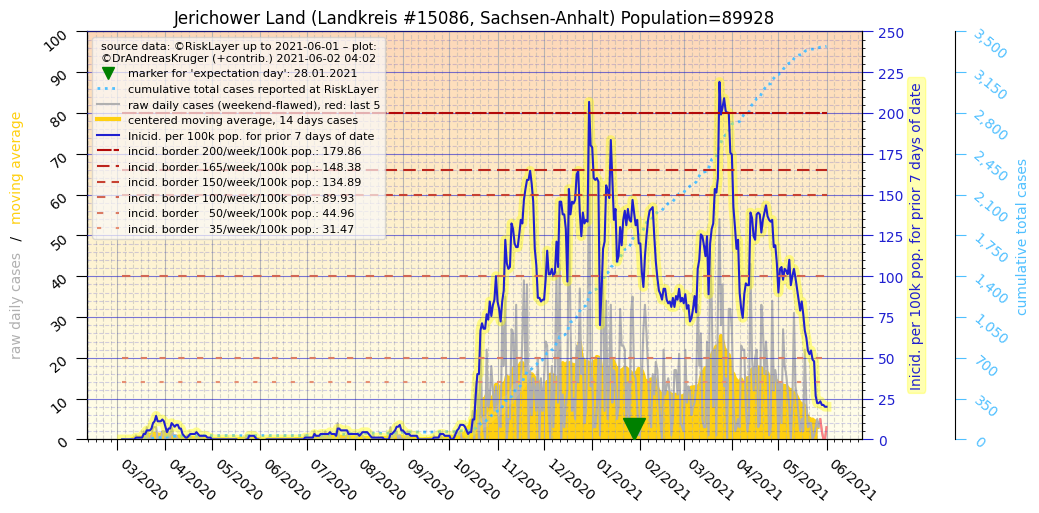 Jerichower Land (Landkreis #15086, Sachsen-Anhalt) Population=89928
source data: ©RiskLayer up to 2021-06-01 – plot:
©DrAndreasKruger (+contrib.) 2021-06-02 04:02
marker for 'expectation day': 28.01.2021
cumulative total cases reported at RiskLayer
raw daily cases (weekend-flawed), red: last 5
centered moving average, 14 days cases
Inicid. per 100k pop. for prior 7 days of date
incid. border 200/week/100k pop.: 179.86
incid. border 165/week/100k pop.: 148.38
incid. border 150/week/100k pop.: 134.89
incid. border 100/week/100k pop.: 89.93
incid. border   50/week/100k pop.: 44.96
incid. border   35/week/100k pop.: 31.47
raw daily cases / moving average
100
90
80
70
60
50
40
30
20
10
0
03/2020
04/2020
05/2020
06/2020
07/2020
08/2020
09/2020
10/2020
11/2020
12/2020
01/2021
02/2021
03/2021
04/2021
05/2021
06/2021
250
225
200
175
150
125
100
75
50
25
0
Inicid. per 100k pop. for prior 7 days of date
3,500
3,150
2,800
2,450
2,100
1,750
1,400
1,050
700
350
0
cumulative total cases